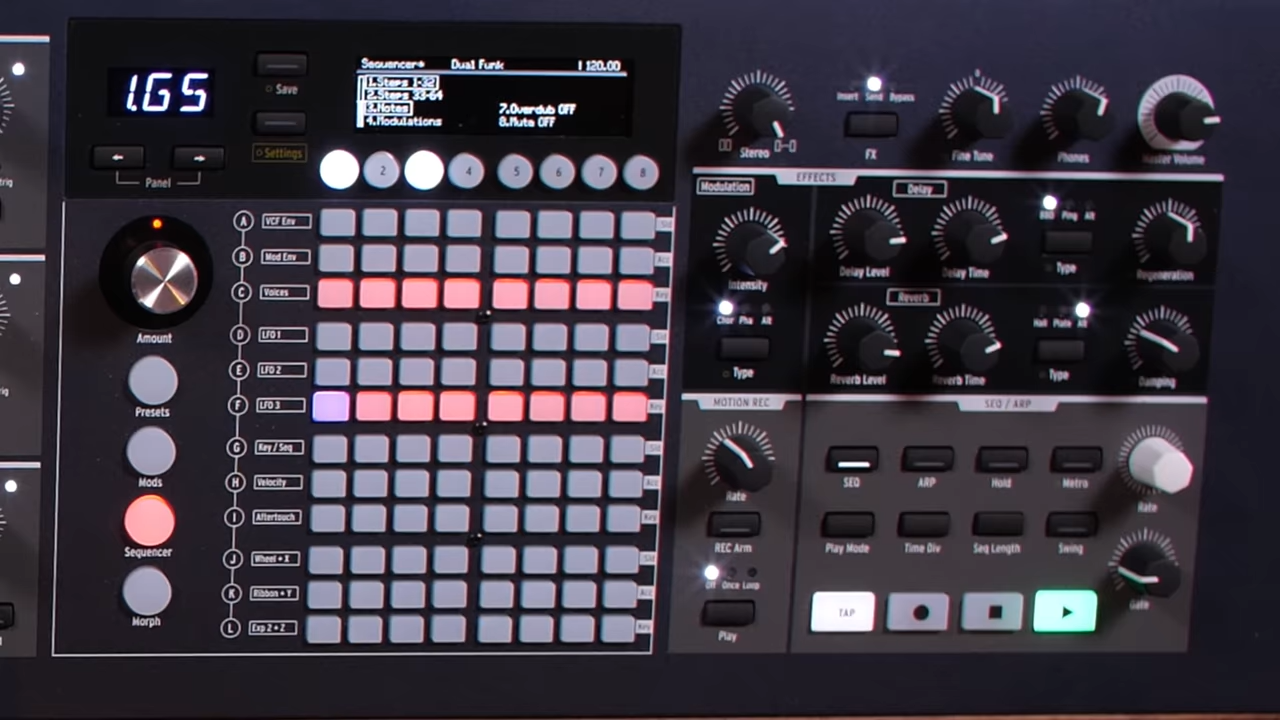 1.G5
Save
Settings
Panel
Sequencer* Dual Funk 120.00
1.Steps 1-32
2.Steps 33-64
3.Notes 7.Overdub OFF
4.Modulations 8.Mute OFF
2 4 5 6 7 8
Amount
Presets
Mods
Sequencer
Morph
A VCF Env
B Mod Env
C Voices
D LFO 1
E LFO 2
F LFO 3
G Key / Seq
H Velocity
I Aftertouch
J Wheel + X
K Ribbon + Y
L Exp 2 + Z
Stereo
Insert Send Bypass
FX
Fine Tune
Phones
Master Volume
EFFECTS
Modulation
Intensity
Chor Pha Alt
Type
Delay
Delay Level
Delay Time
BBD Ping Alt
Type
Regeneration
Reverb
Reverb Level
Reverb Time
Hall Plate Alt
Type
Damping
MOTION REC
Rate
REC Arm
Off Once Loop
Play
SEQ / ARP
SEQ ARP Hold Metro
Rate
Play Mode Time Div Seq Length Swing
Gate
TAP